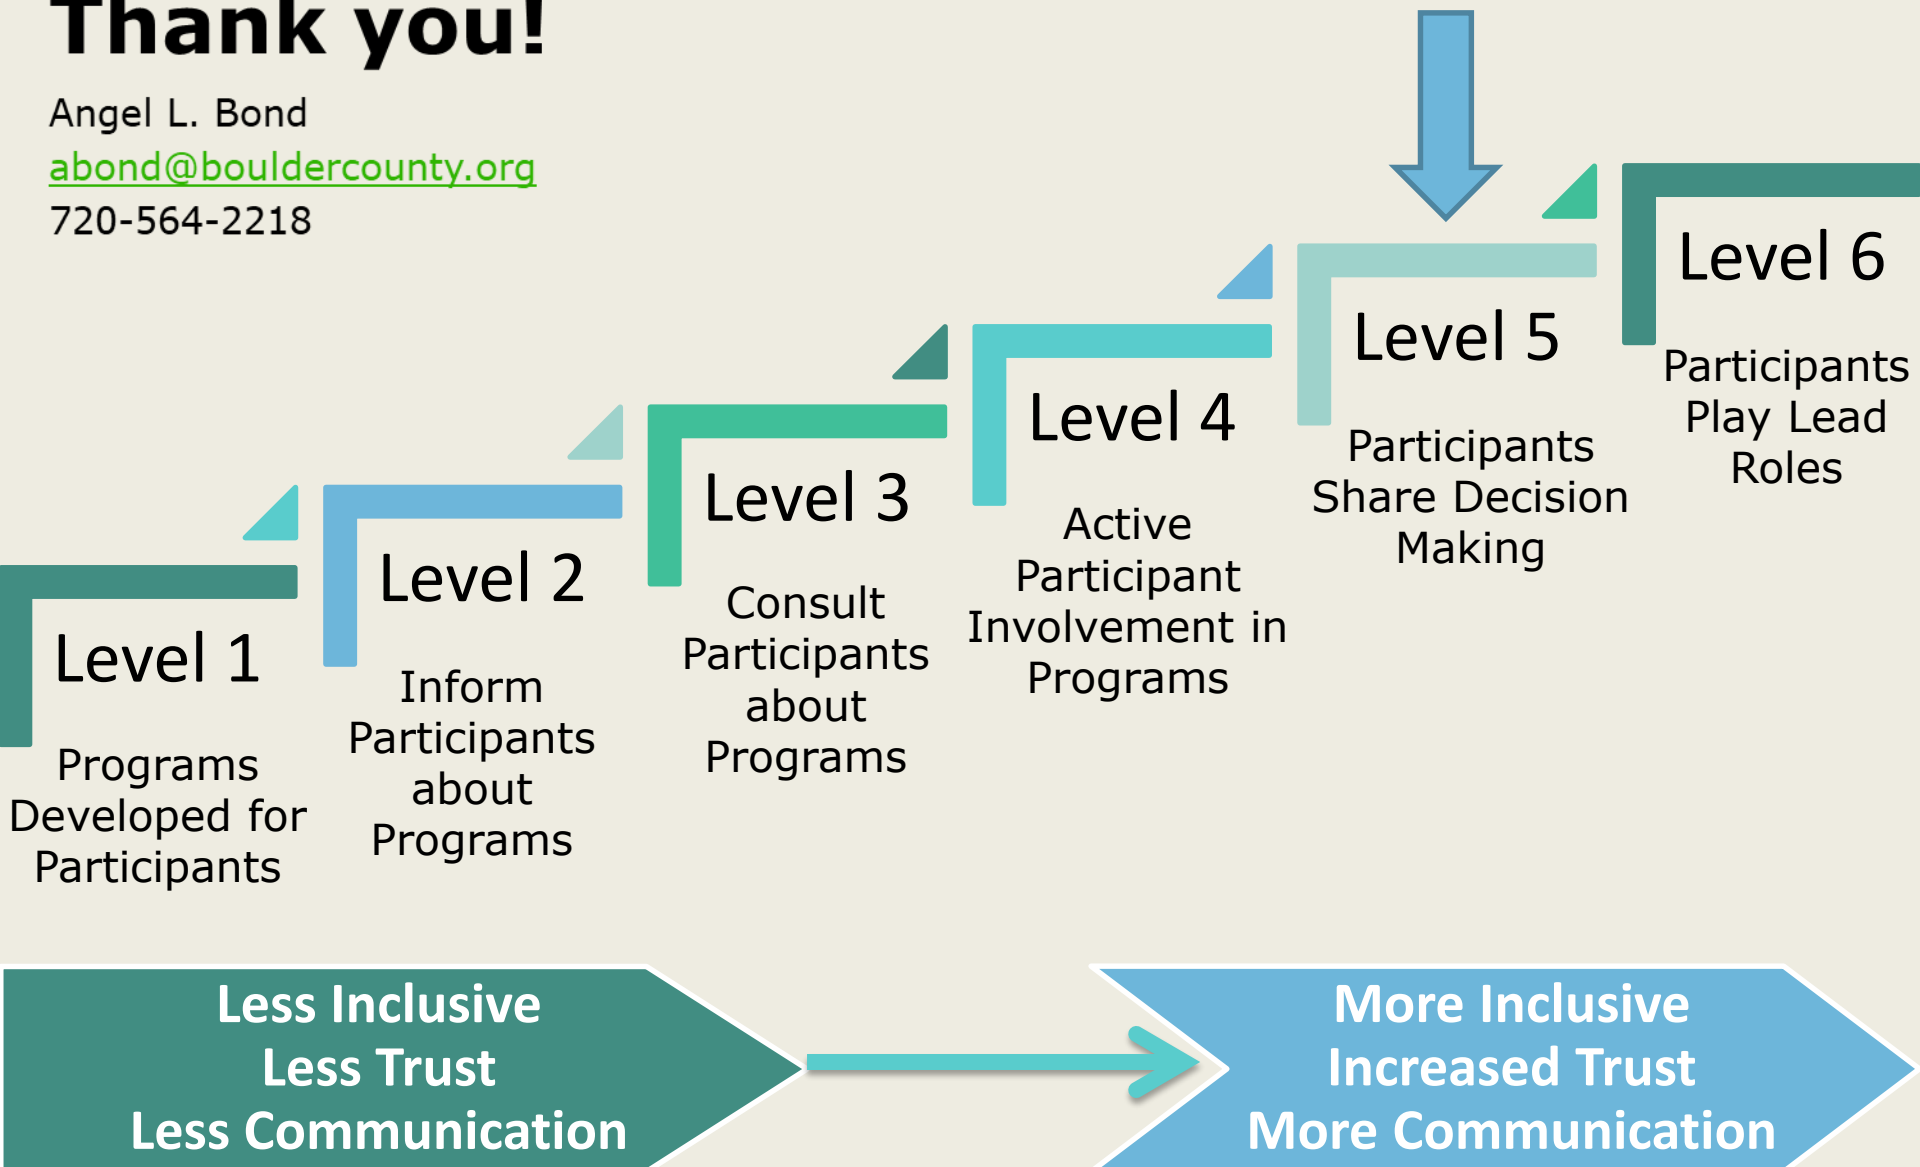 Thank you!
Angel L. Bond
abond@bouldercounty.org
720-564-2218
Level 1
Programs
Developed for
Participants
Level 2
Inform
Participants
about
Programs
Level 3
Consult
Participants
about
Programs
Level 4
Active
Participant
Involvement in
Programs
Level 5
Participants
Share Decision
Making
Level 6
Participants
Play Lead
Roles
Less Inclusive
Less Trust
Less Communication
More Inclusive
Increased Trust
More Communication